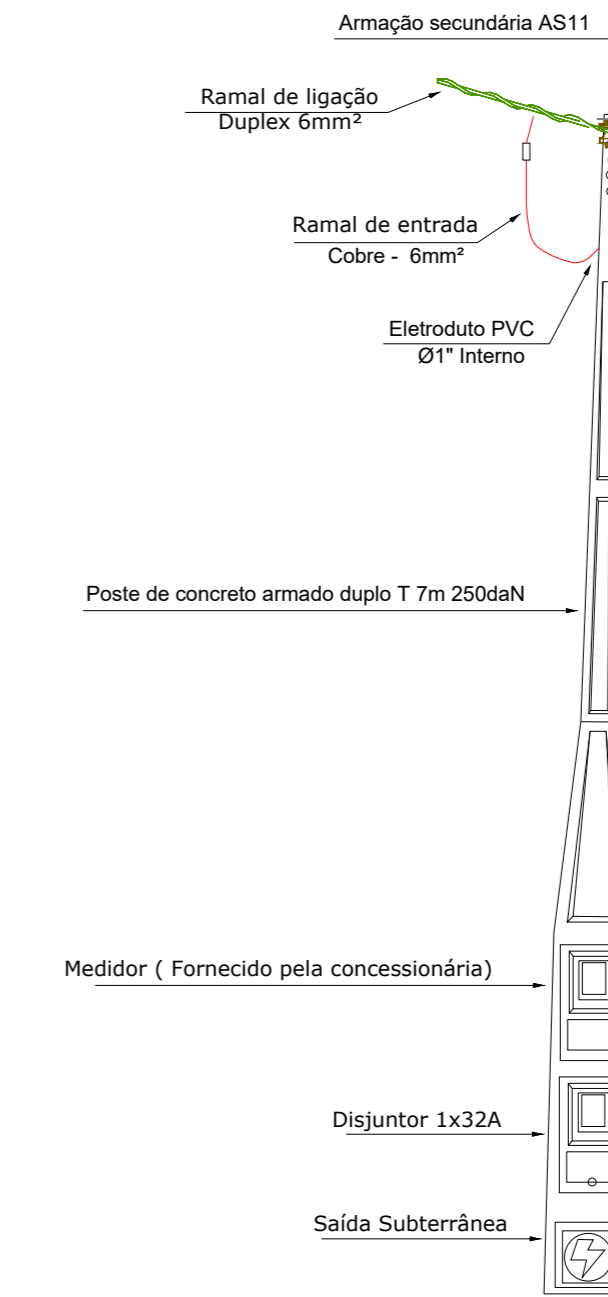 Armação secundária AS11
Ramal de ligação
Duplex 6mm²
Ramal de entrada
Cobre - 6mm²
Eletroduto PVC
Ø1" Interno
Poste de concreto armado duplo T 7m 250daN
Medidor ( Fornecido pela concessionária)
Disjuntor 1x32A
Saída Subterrânea